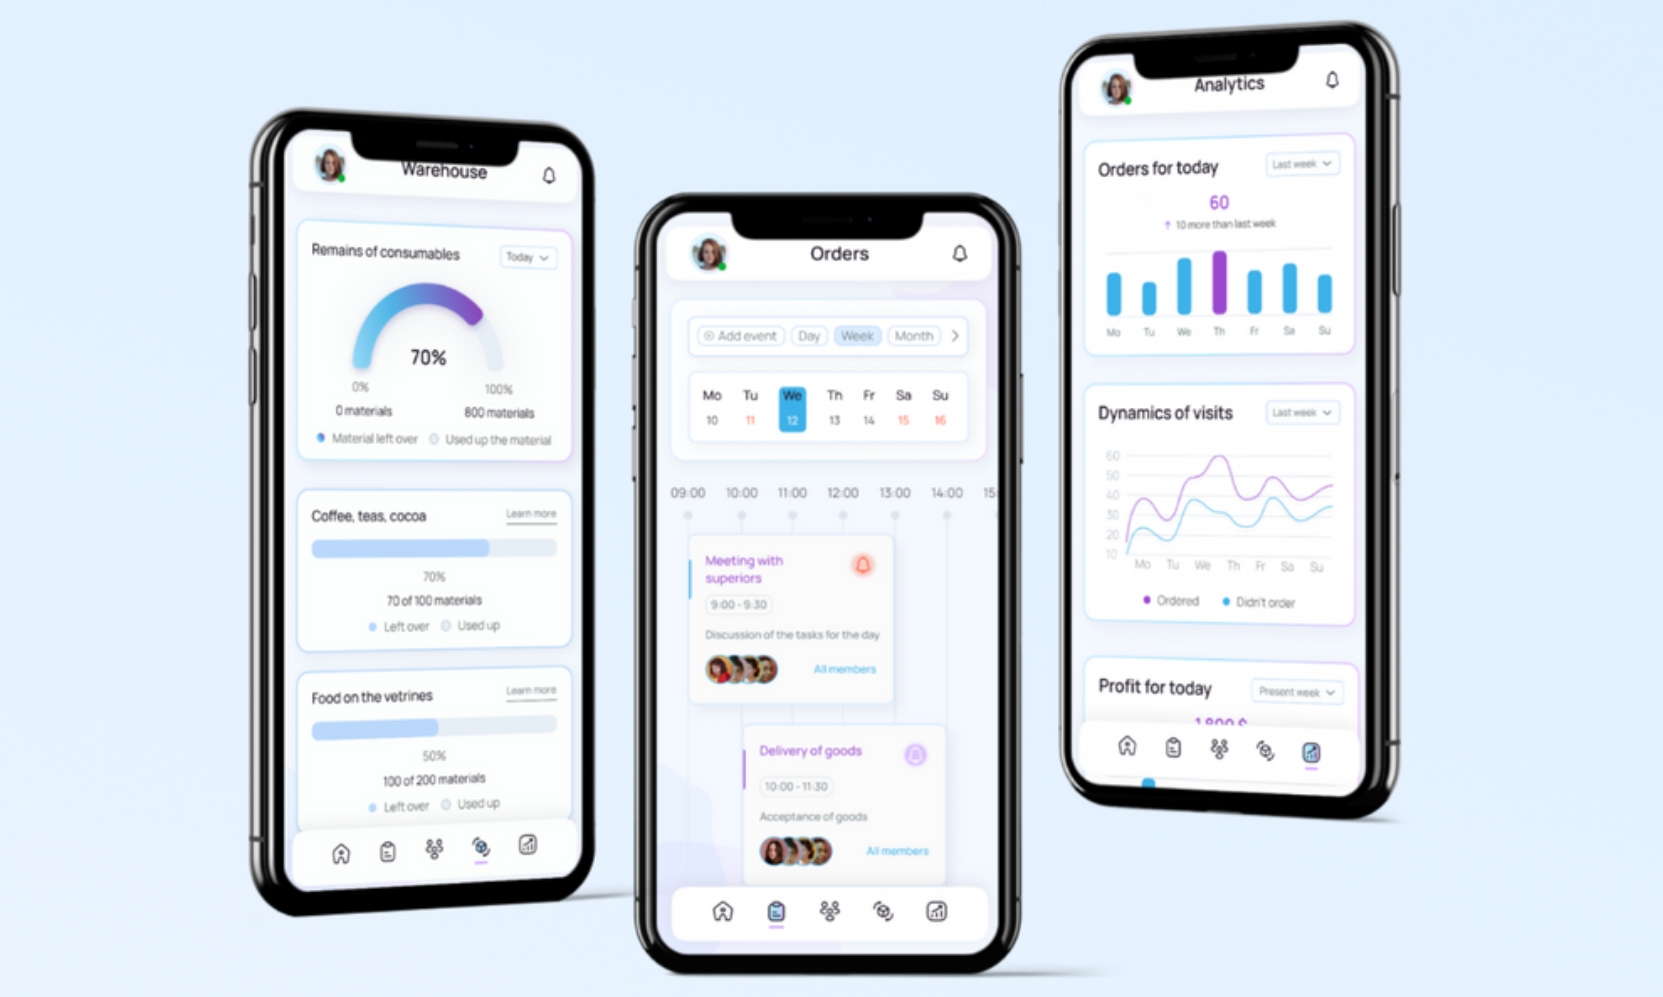 Warehouse
Remains of consumables
Today
70%
0%
100%
0 materials
800 materials
Material left over
Used up the material
Coffee, teas, cocoa
Learn more
70%
70 of 100 materials
Left over
Used up
Food on the vetrines
Learn more
50%
100 of 200 materials
Left over
Used up
Orders
Add event
Day
Week
Month
Mo Tu We Th Fr Sa Su
10 11 12 13 14 15 16
09:00 10:00 11:00 12:00 13:00 14:00 15:
Meeting with
superiors
9:00 - 9:30
Discussion of the tasks for the day
All members
Delivery of goods
10:00 - 11:30
Acceptance of goods
All members
Analytics
Orders for today
Last week
60
↑ 10 more than last week
Mo Tu We Th Fr Sa Su
Dynamics of visits
Last week
60
50
40
30
20
10
Mo Tu We Th Fr Sa Su
Ordered
Didn't order
Profit for today
Present week
1 800 $